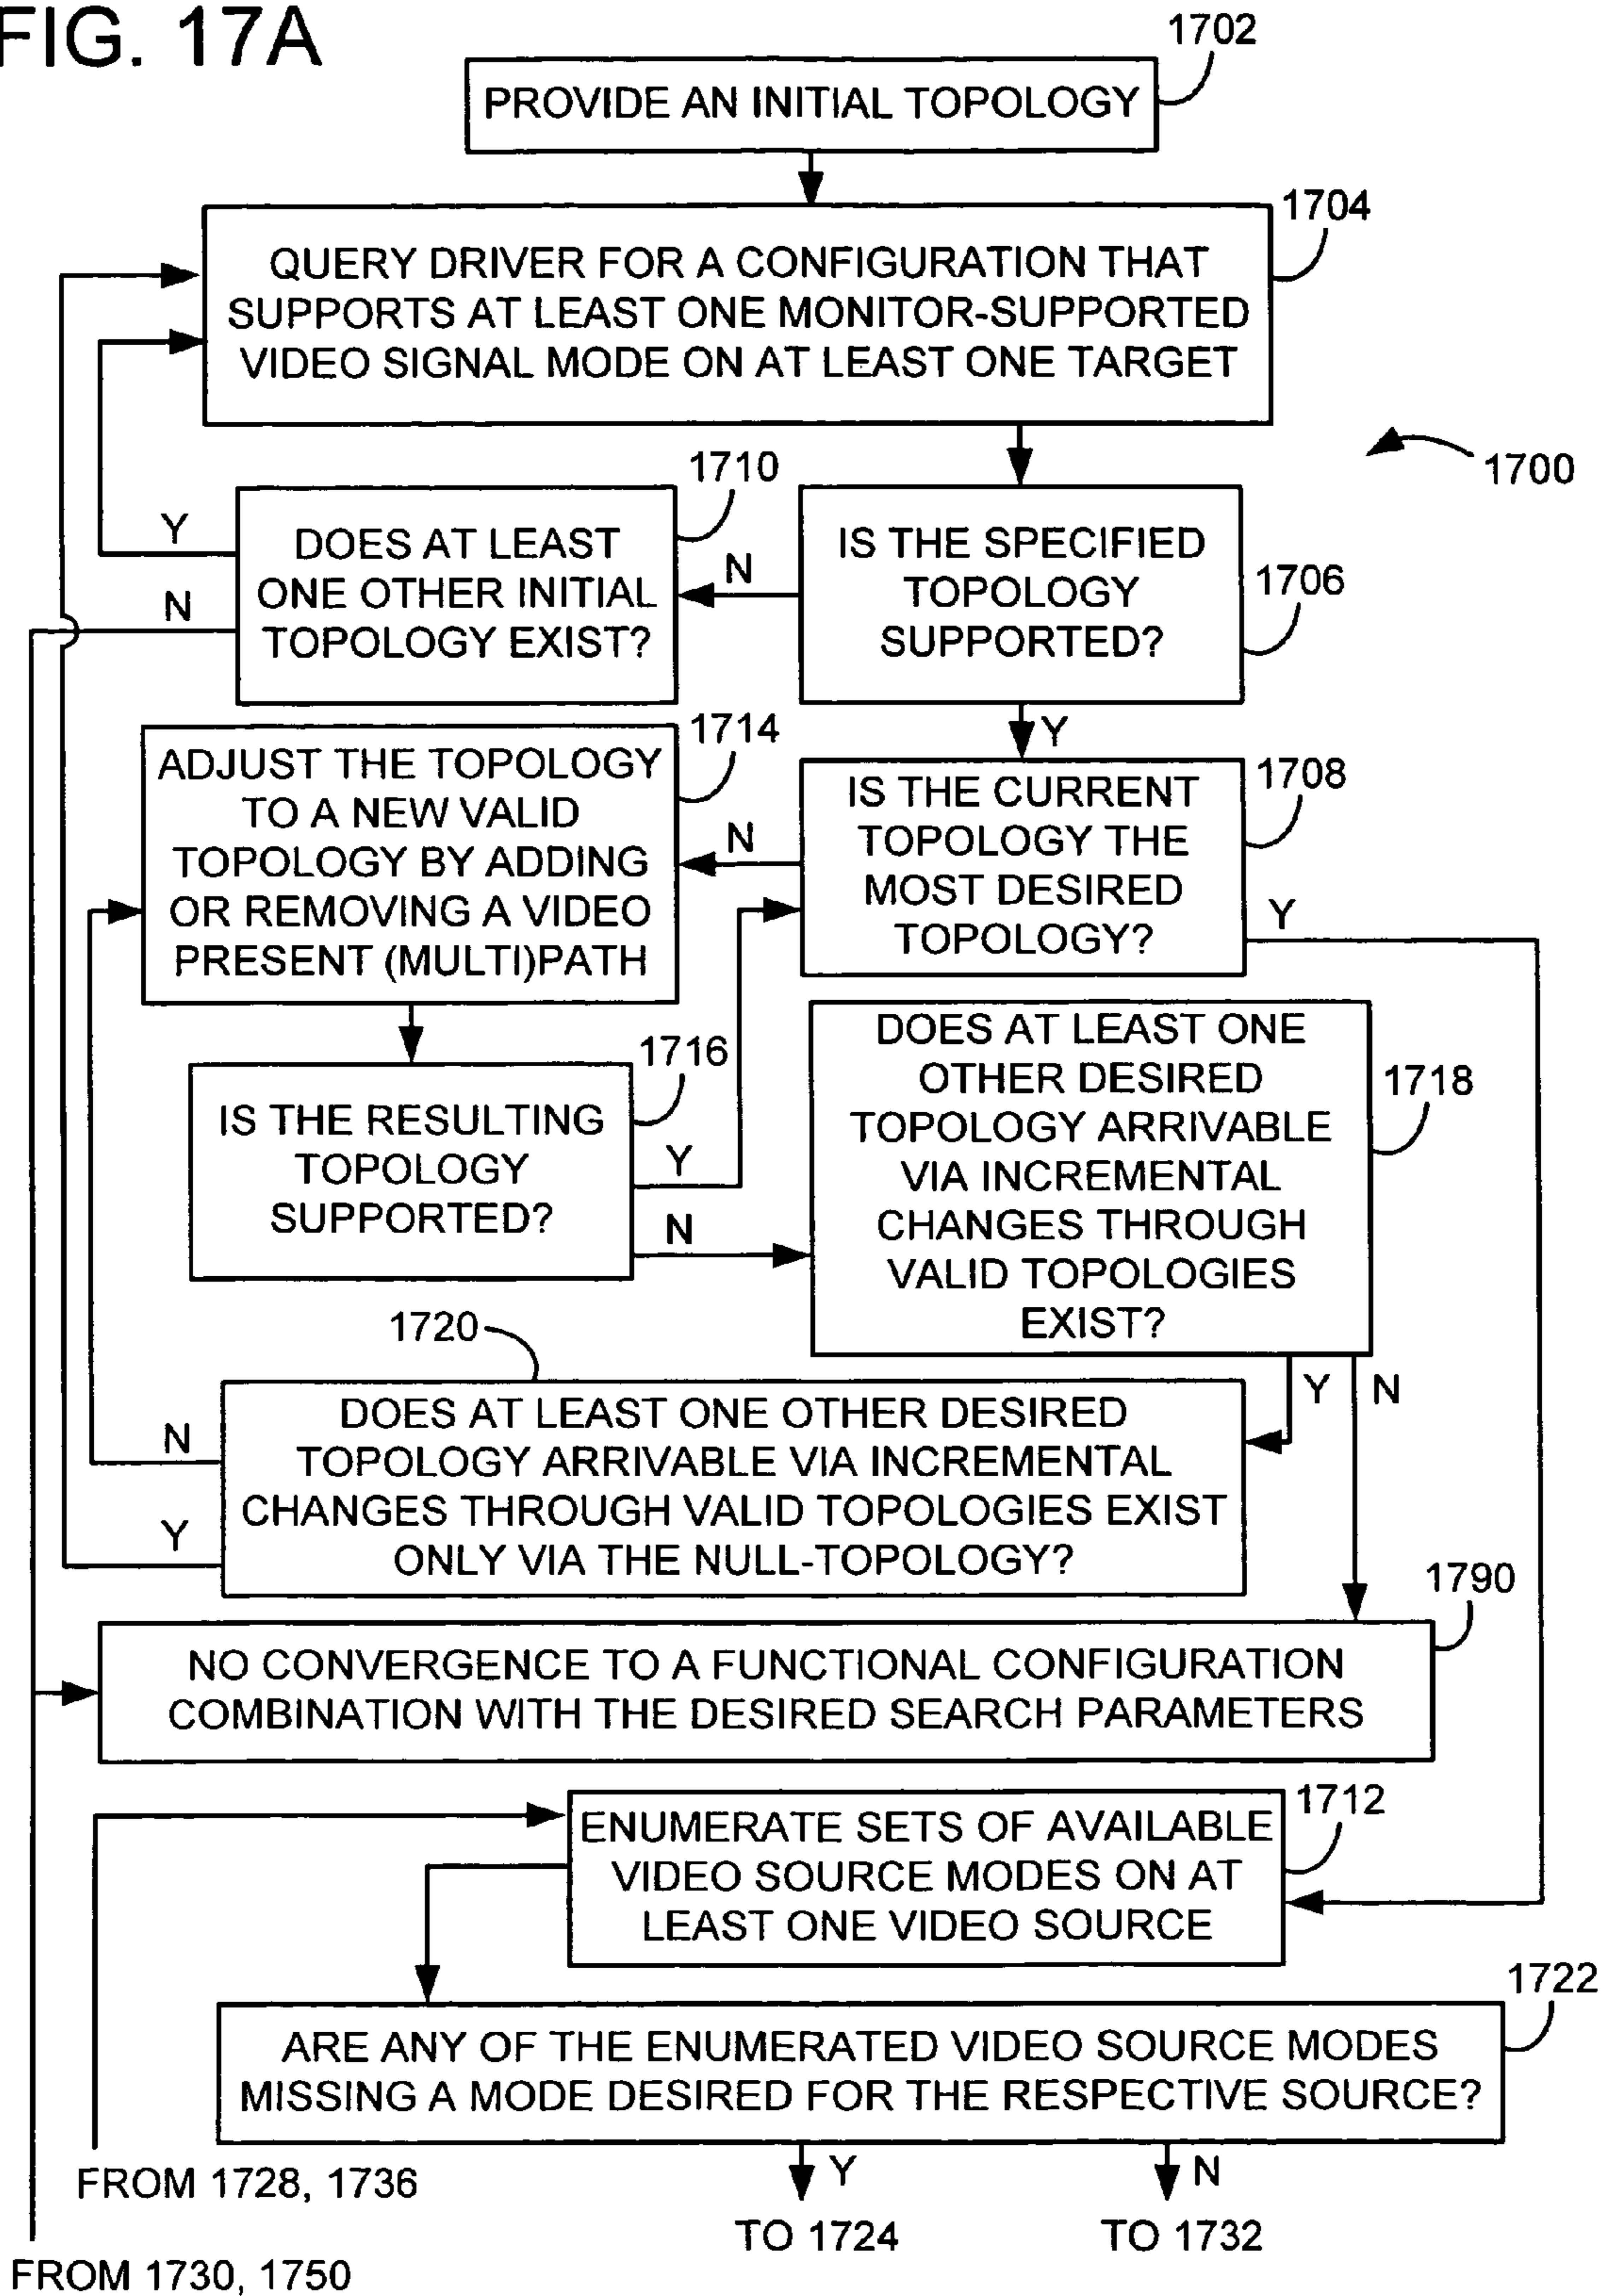 FIG. 17A
1702
PROVIDE AN INITIAL TOPOLOGY
1704
QUERY DRIVER FOR A CONFIGURATION THAT
SUPPORTS AT LEAST ONE MONITOR-SUPPORTED
VIDEO SIGNAL MODE ON AT LEAST ONE TARGET
1700
1710
DOES AT LEAST
ONE OTHER INITIAL
TOPOLOGY EXIST?
Y
N
N
IS THE SPECIFIED
TOPOLOGY
SUPPORTED?
1706
Y
1714
ADJUST THE TOPOLOGY
TO A NEW VALID
TOPOLOGY BY ADDING
OR REMOVING A VIDEO
PRESENT (MULTI)PATH
N
1708
IS THE CURRENT
TOPOLOGY THE
MOST DESIRED
TOPOLOGY?
Y
1716
IS THE RESULTING
TOPOLOGY
SUPPORTED?
Y
N
DOES AT LEAST ONE
OTHER DESIRED
TOPOLOGY ARRIVABLE
VIA INCREMENTAL
CHANGES THROUGH
VALID TOPOLOGIES
EXIST?
1718
Y
N
1720
DOES AT LEAST ONE OTHER DESIRED
TOPOLOGY ARRIVABLE VIA INCREMENTAL
CHANGES THROUGH VALID TOPOLOGIES EXIST
ONLY VIA THE NULL-TOPOLOGY?
N
Y
1790
NO CONVERGENCE TO A FUNCTIONAL CONFIGURATION
COMBINATION WITH THE DESIRED SEARCH PARAMETERS
1712
ENUMERATE SETS OF AVAILABLE
VIDEO SOURCE MODES ON AT
LEAST ONE VIDEO SOURCE
1722
ARE ANY OF THE ENUMERATED VIDEO SOURCE MODES
MISSING A MODE DESIRED FOR THE RESPECTIVE SOURCE?
FROM 1728, 1736
Y
N
TO 1724
TO 1732
FROM 1730, 1750